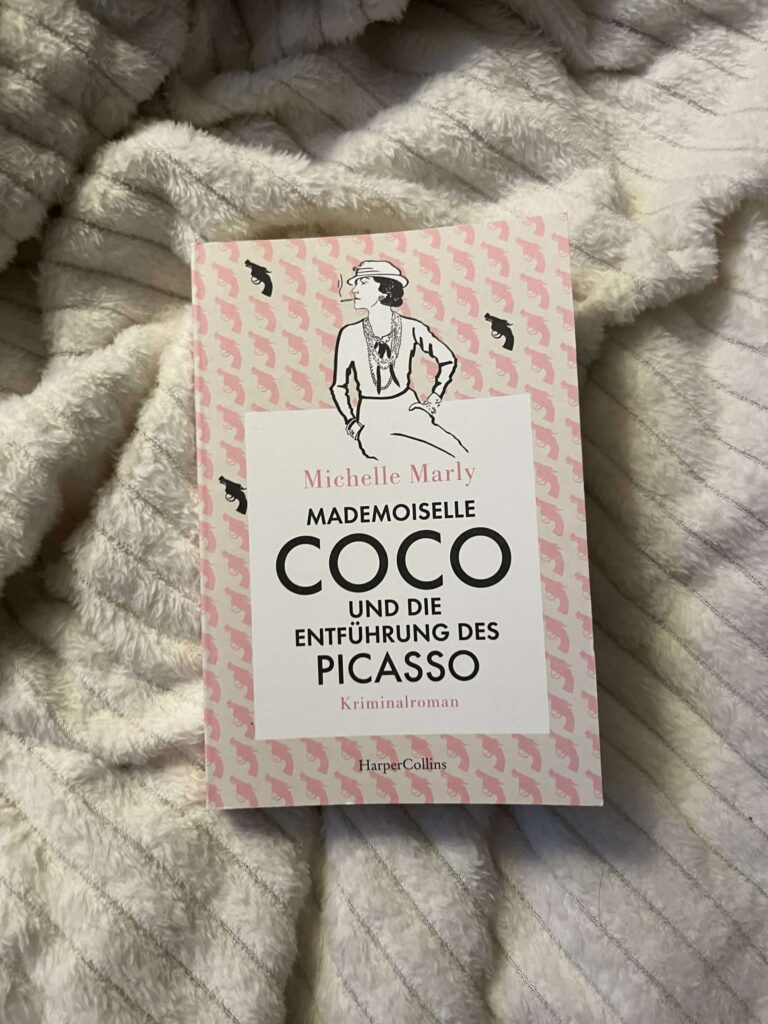 Michelle Marly
MADEMOISELLE
COCO
UND DIE
ENTFÜHRUNG DES
PICASSO
Kriminalroman
HarperCollins